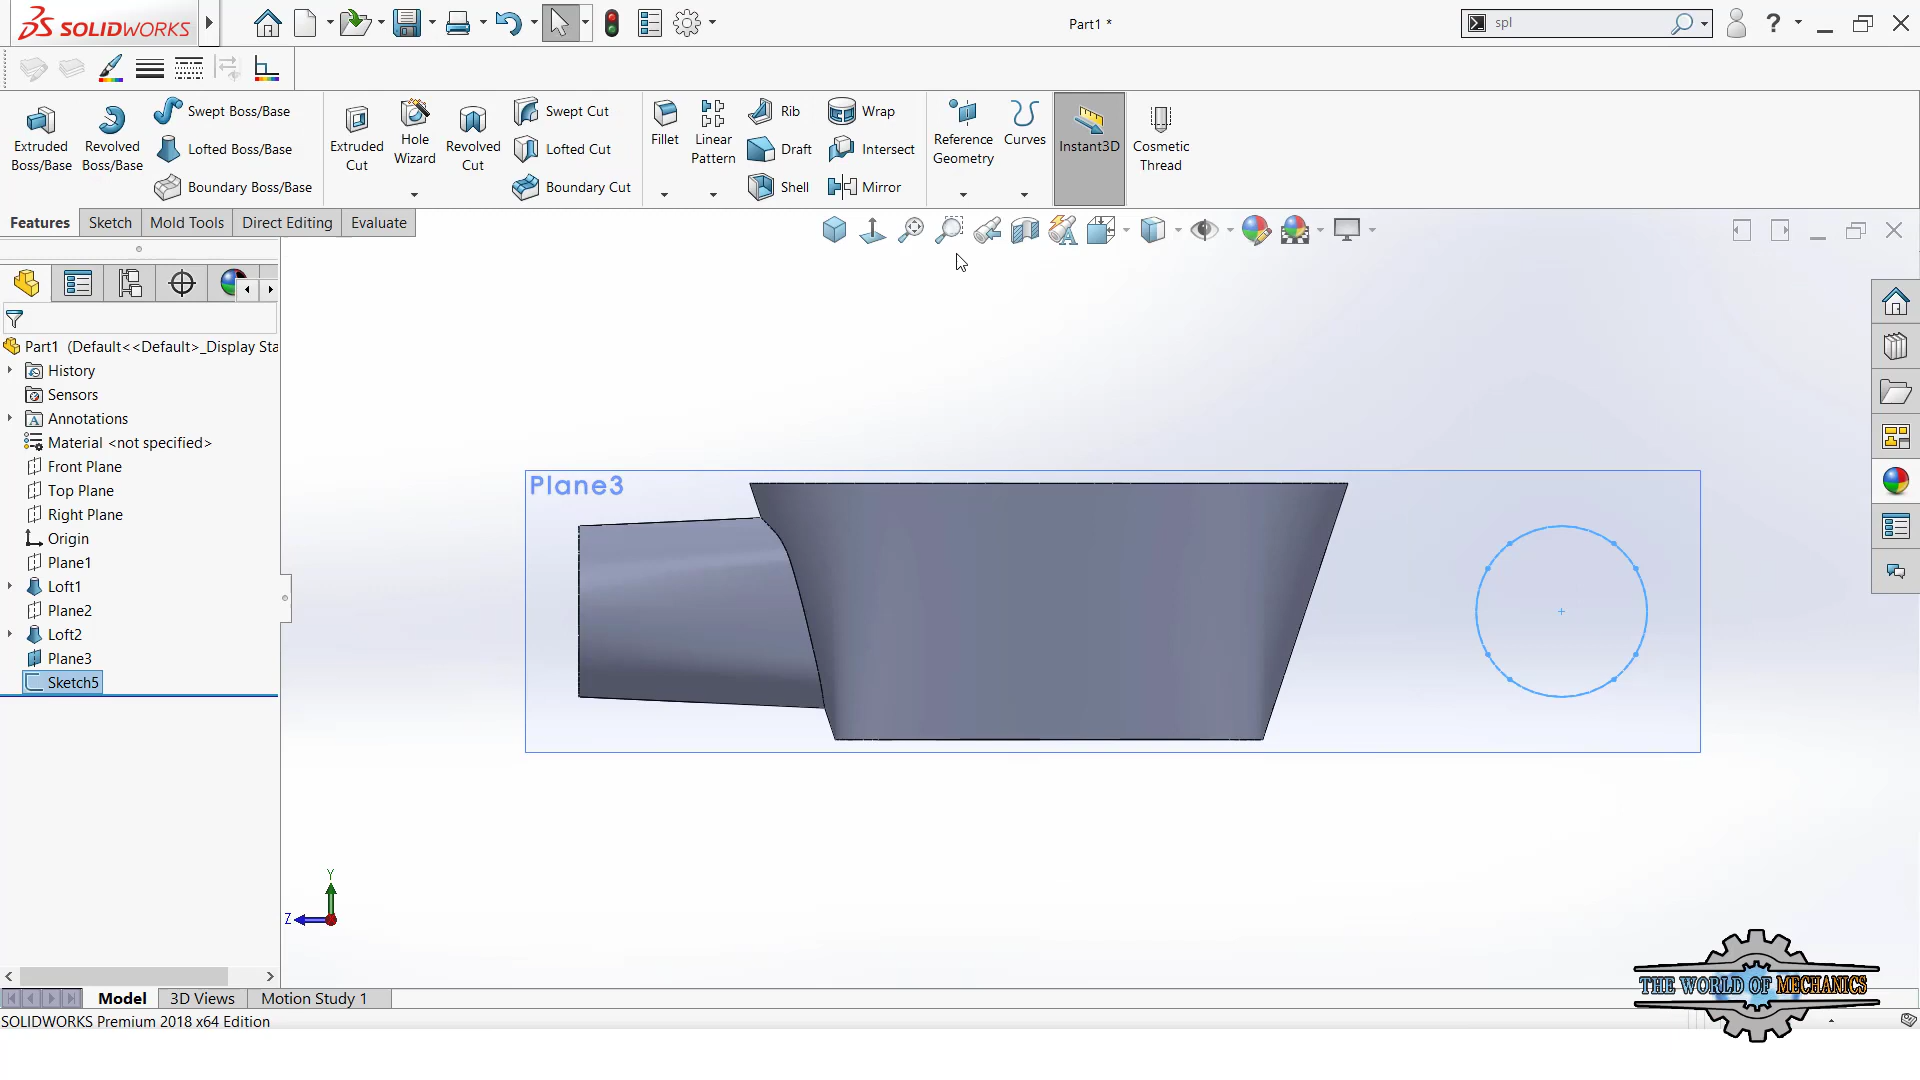 SOLIDWORKS
Part1 *
spl
Extruded Boss/Base
Revolved Boss/Base
Swept Boss/Base
Lofted Boss/Base
Boundary Boss/Base
Extruded Cut
Hole Wizard
Revolved Cut
Swept Cut
Lofted Cut
Boundary Cut
Fillet
Linear Pattern
Rib
Draft
Shell
Wrap
Intersect
Mirror
Reference Geometry
Curves
Instant3D
Cosmetic Thread
Features
Sketch
Mold Tools
Direct Editing
Evaluate
Part1 (Default<<Default>_Display Sta
History
Sensors
Annotations
Material <not specified>
Front Plane
Top Plane
Right Plane
Origin
Plane1
Loft1
Plane2
Loft2
Plane3
Sketch5
Plane3
Y
Z
Model
3D Views
Motion Study 1
SOLIDWORKS Premium 2018 x64 Edition
THE WORLD OF MECHANICS